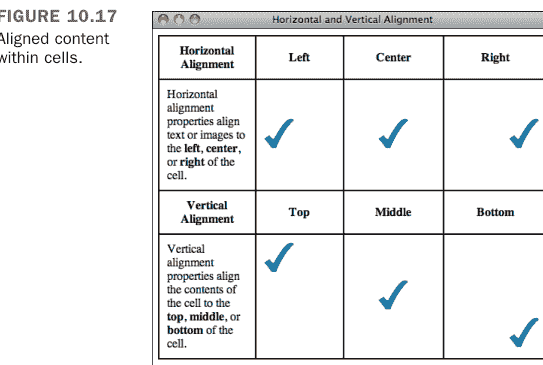 FIGURE 10.17
Aligned content
within cells.
Horizontal and Vertical Alignment
Horizontal
Alignment
Left
Center
Right
Horizontal
alignment
properties align
text or images to
the left, center,
or right of the
cell.
Vertical
Alignment
Top
Middle
Bottom
Vertical
alignment
properties align
the contents of
the cell to the
top, middle, or
bottom of the
cell.